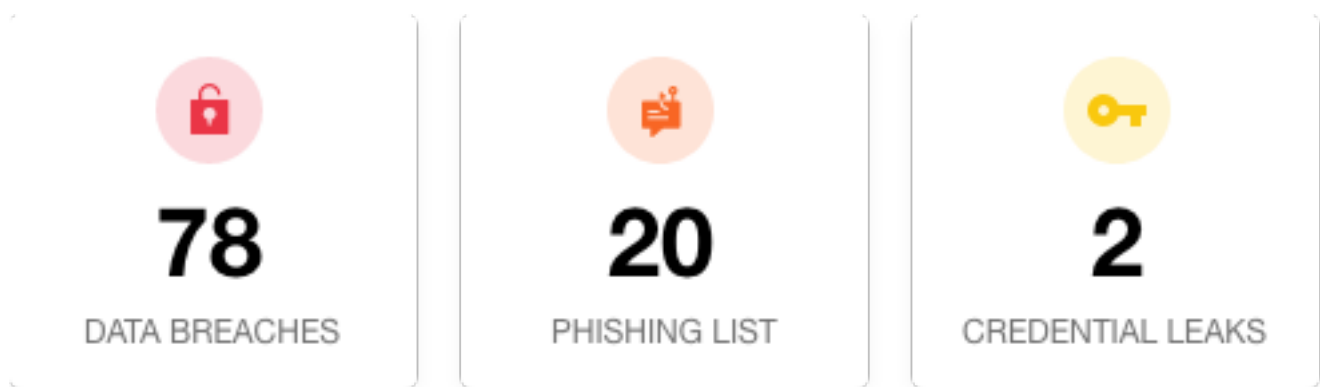 78
DATA BREACHES
20
PHISHING LIST
2
CREDENTIAL LEAKS